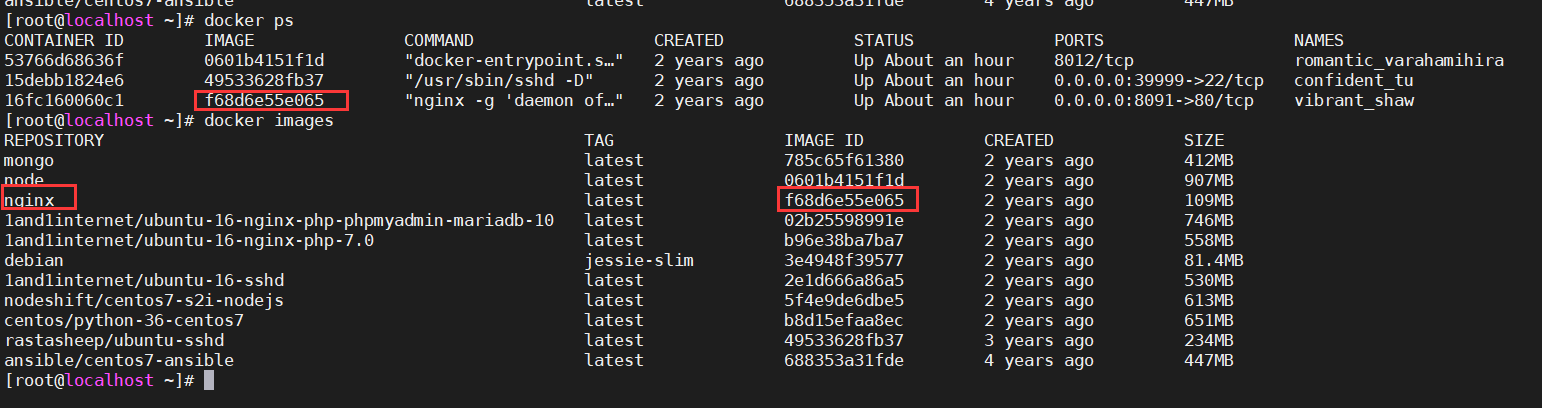 ansible/centos7-ansible latest 688353a31fde 4 years ago 447MB
[root@localhost ~]# docker ps
CONTAINER ID IMAGE COMMAND CREATED STATUS PORTS NAMES
53766d68636f 0601b4151f1d "docker-entrypoint.s…" 2 years ago Up About an hour 8012/tcp romantic_varahamihira
15debb1824e6 49533628fb37 "/usr/sbin/sshd -D" 2 years ago Up About an hour 0.0.0.0:39999->22/tcp confident_tu
16fc160060c1 f68d6e55e065 "nginx -g 'daemon of…" 2 years ago Up About an hour 0.0.0.0:8091->80/tcp vibrant_shaw
[root@localhost ~]# docker images
REPOSITORY TAG IMAGE ID CREATED SIZE
mongo latest 785c65f61380 2 years ago 412MB
node latest 0601b4151f1d 2 years ago 907MB
nginx latest f68d6e55e065 2 years ago 109MB
1and1internet/ubuntu-16-nginx-php-phpmyadmin-mariadb-10 latest 02b25598991e 2 years ago 746MB
1and1internet/ubuntu-16-nginx-php-7.0 latest b96e38ba7ba7 2 years ago 558MB
debian jessie-slim 3e4948f39577 2 years ago 81.4MB
1and1internet/ubuntu-16-sshd latest 2e1d666a86a5 2 years ago 530MB
nodeshift/centos7-s2i-nodejs latest 5f4e9de6dbe5 2 years ago 613MB
centos/python-36-centos7 latest b8d15efaa8ec 2 years ago 651MB
rastasheep/ubuntu-sshd latest 49533628fb37 3 years ago 234MB
ansible/centos7-ansible latest 688353a31fde 4 years ago 447MB
[root@localhost ~]#